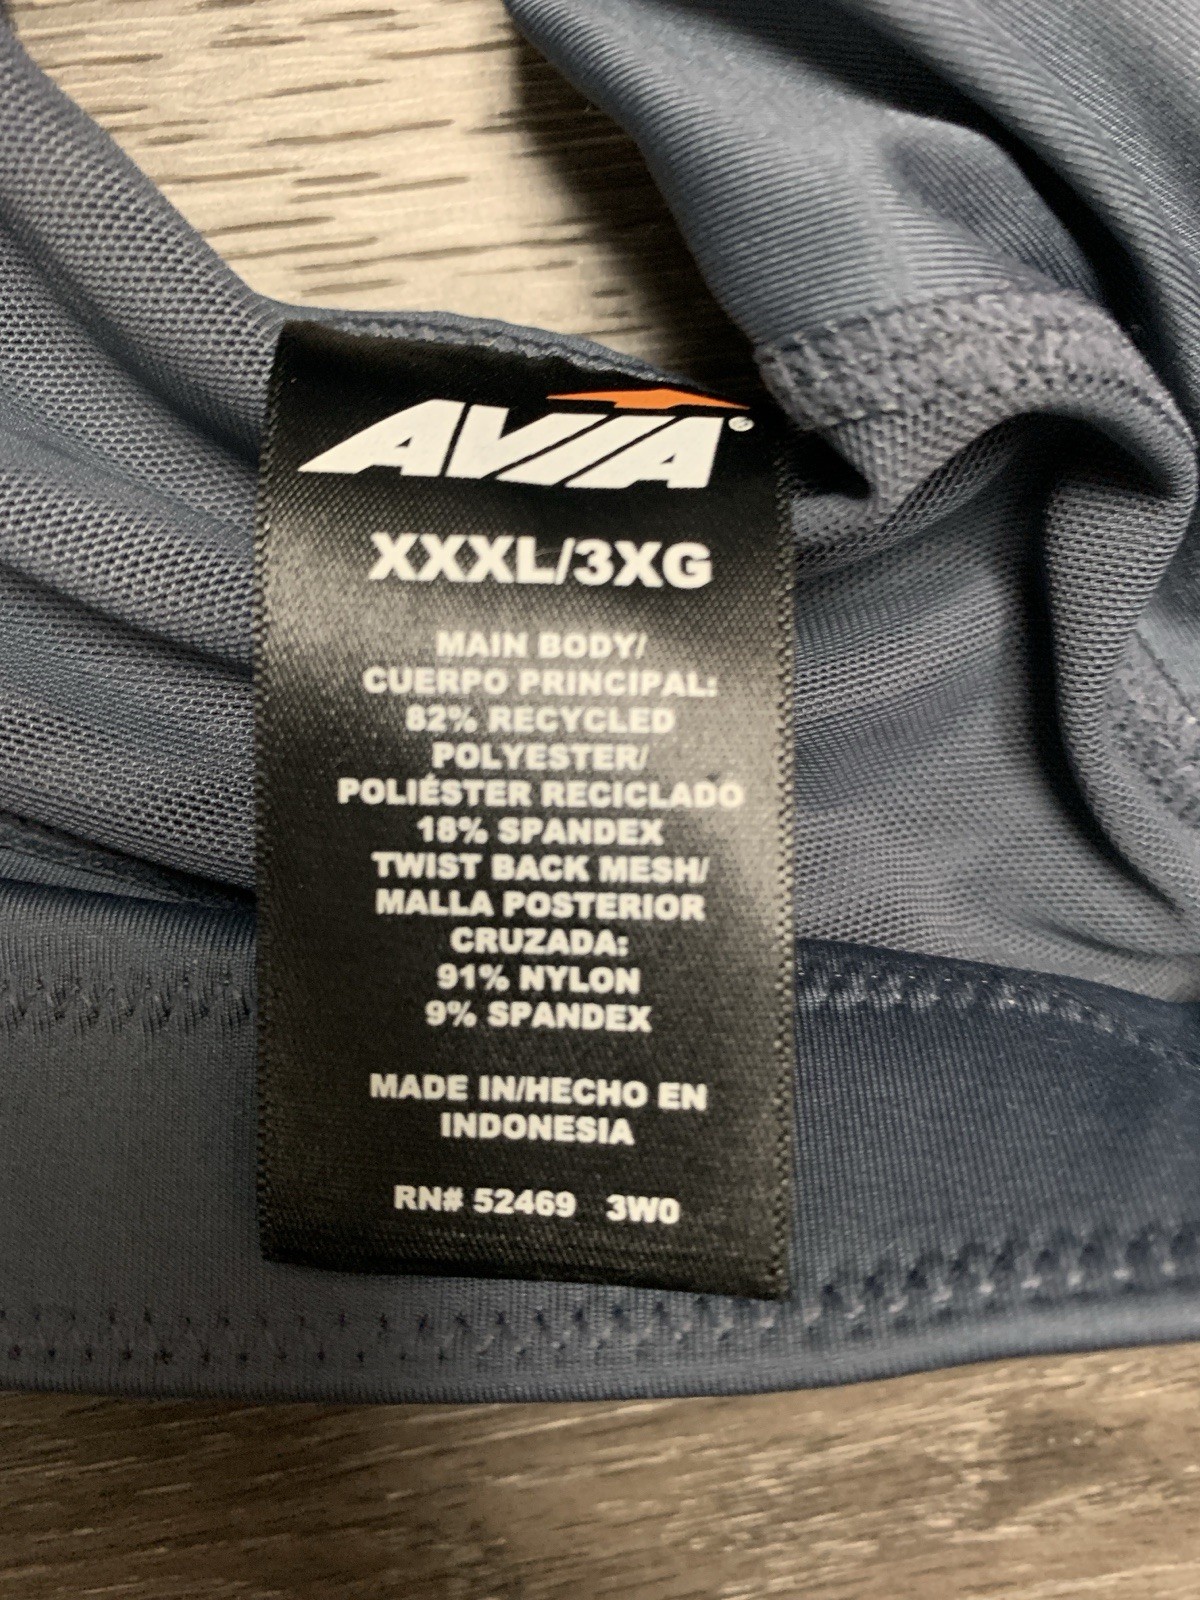 AVIA®
XXXL/3XG
MAIN BODY/
CUERPO PRINCIPAL:
82% RECYCLED
POLYESTER/
POLIÉSTER RECICLADO
18% SPANDEX
TWIST BACK MESH/
MALLA POSTERIOR
CRUZADA:
91% NYLON
9% SPANDEX
MADE IN/HECHO EN
INDONESIA
RN# 52469 3W0